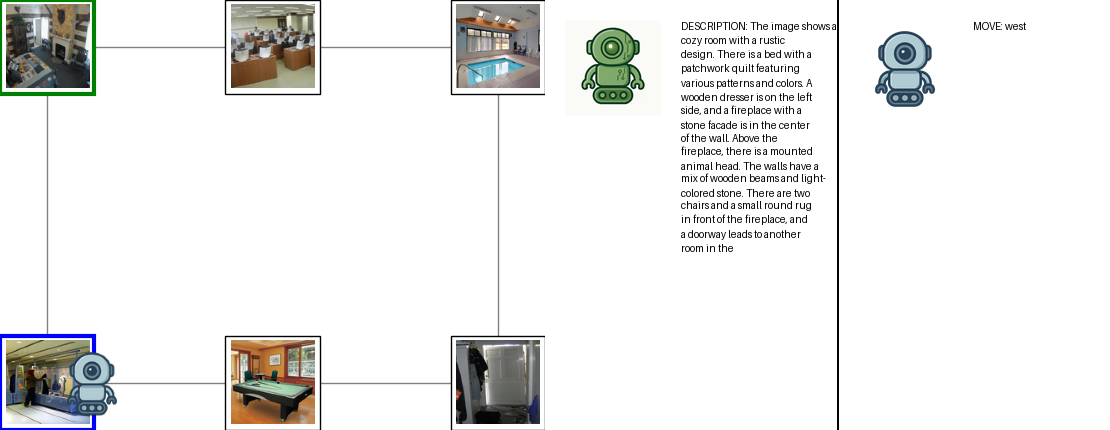 DESCRIPTION: The image shows a
cozy room with a rustic
design. There is a bed with a
patchwork quilt featuring
various patterns and colors. A
wooden dresser is on the left
side, and a fireplace with a
stone facade is in the center
of the wall. Above the
fireplace, there is a mounted
animal head. The walls have a
mix of wooden beams and light-
colored stone. There are two
chairs and a small round rug
in front of the fireplace, and
a doorway leads to another
room in the
MOVE: west